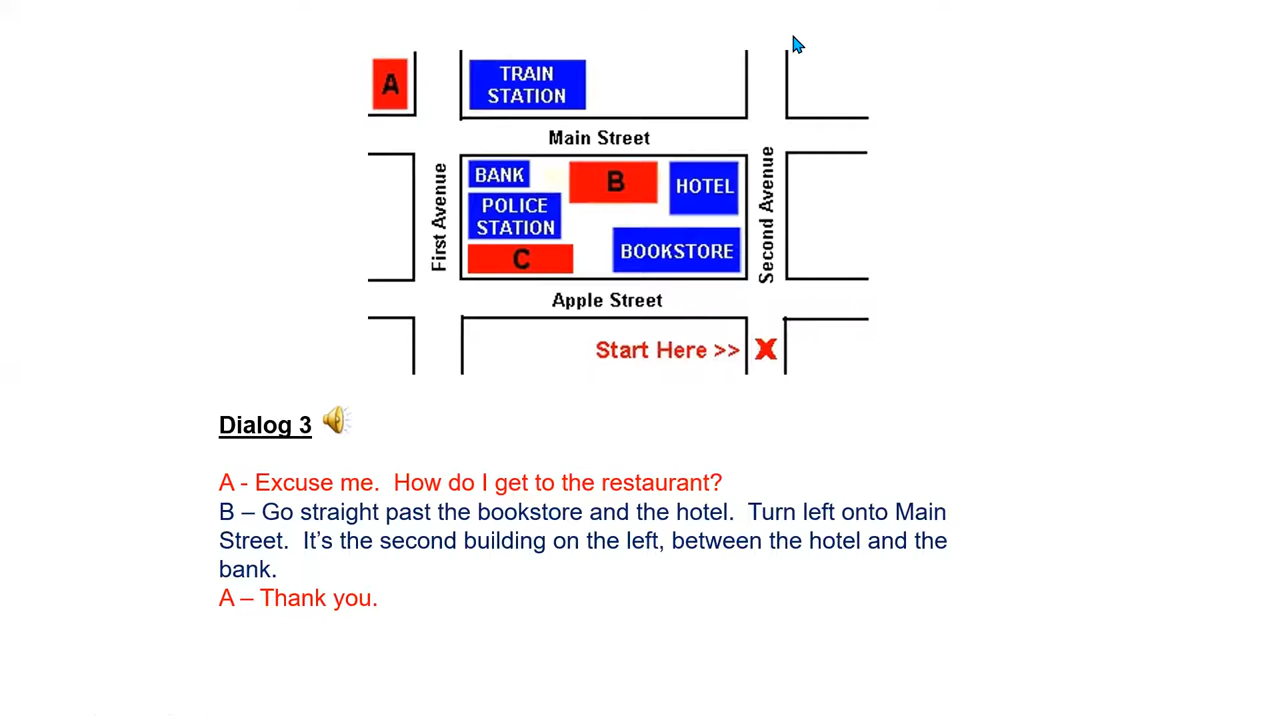 A
TRAIN
STATION
Main Street
BANK
B
HOTEL
POLICE
STATION
C
BOOKSTORE
First Avenue
Second Avenue
Apple Street
Start Here >> X
Dialog 3
A - Excuse me.  How do I get to the restaurant?
B – Go straight past the bookstore and the hotel.  Turn left onto Main
Street.  It’s the second building on the left, between the hotel and the
bank.
A – Thank you.